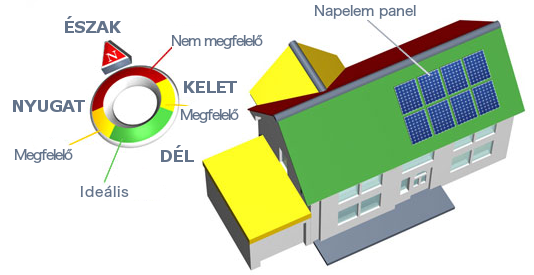 Napelem panel
ÉSZAK
N
Nem megfelelő
KELET
NYUGAT
Megfelelő
Megfelelő
DÉL
Ideális